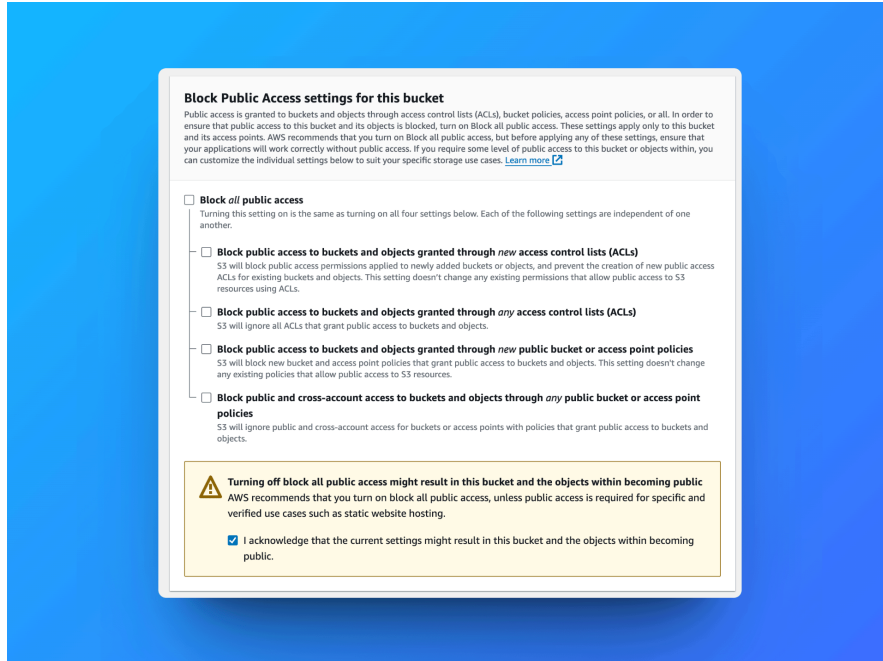 Block Public Access settings for this bucket
Public access is granted to buckets and objects through access control lists (ACLs), bucket policies, access point policies, or all. In order to
ensure that public access to this bucket and its objects is blocked, turn on Block all public access. These settings apply only to this bucket
and its access points. AWS recommends that you turn on Block all public access, but before applying any of these settings, ensure that
your applications will work correctly without public access. If you require some level of public access to this bucket or objects within, you
can customize the individual settings below to suit your specific storage use cases. Learn more
Block all public access
Turning this setting on is the same as turning on all four settings below. Each of the following settings are independent of one
another.
Block public access to buckets and objects granted through new access control lists (ACLs)
S3 will block public access permissions applied to newly added buckets or objects, and prevent the creation of new public access
ACLs for existing buckets and objects. This setting doesn't change any existing permissions that allow public access to S3
resources using ACLs.
Block public access to buckets and objects granted through any access control lists (ACLs)
S3 will ignore all ACLs that grant public access to buckets and objects.
Block public access to buckets and objects granted through new public bucket or access point policies
S3 will block new bucket and access point policies that grant public access to buckets and objects. This setting doesn't change
any existing policies that allow public access to S3 resources.
Block public and cross-account access to buckets and objects through any public bucket or access point
policies
S3 will ignore public and cross-account access for buckets or access points with policies that grant public access to buckets and
objects.
Turning off block all public access might result in this bucket and the objects within becoming public
AWS recommends that you turn on block all public access, unless public access is required for specific and
verified use cases such as static website hosting.
I acknowledge that the current settings might result in this bucket and the objects within becoming
public.